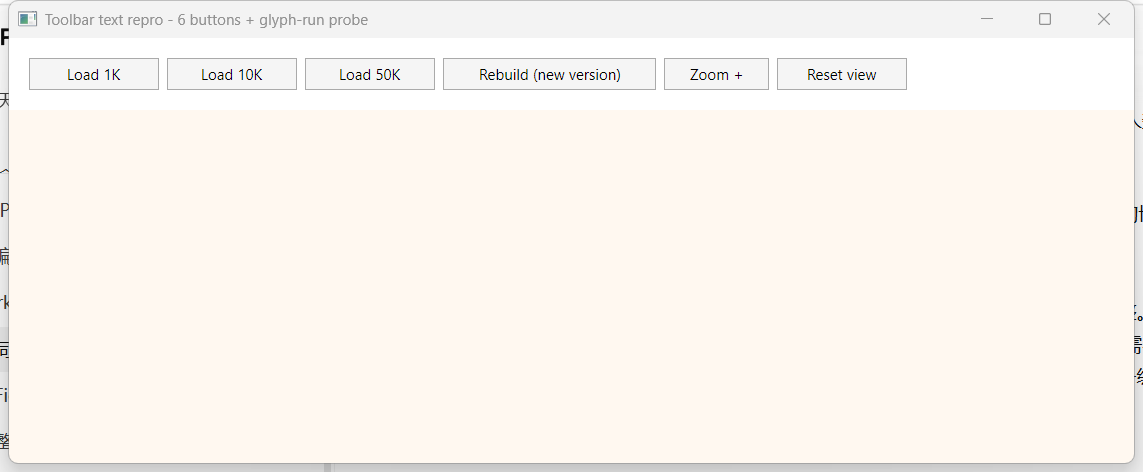 Toolbar text repro - 6 buttons + glyph-run probe
Load 1K
Load 10K
Load 50K
Rebuild (new version)
Zoom +
Reset view